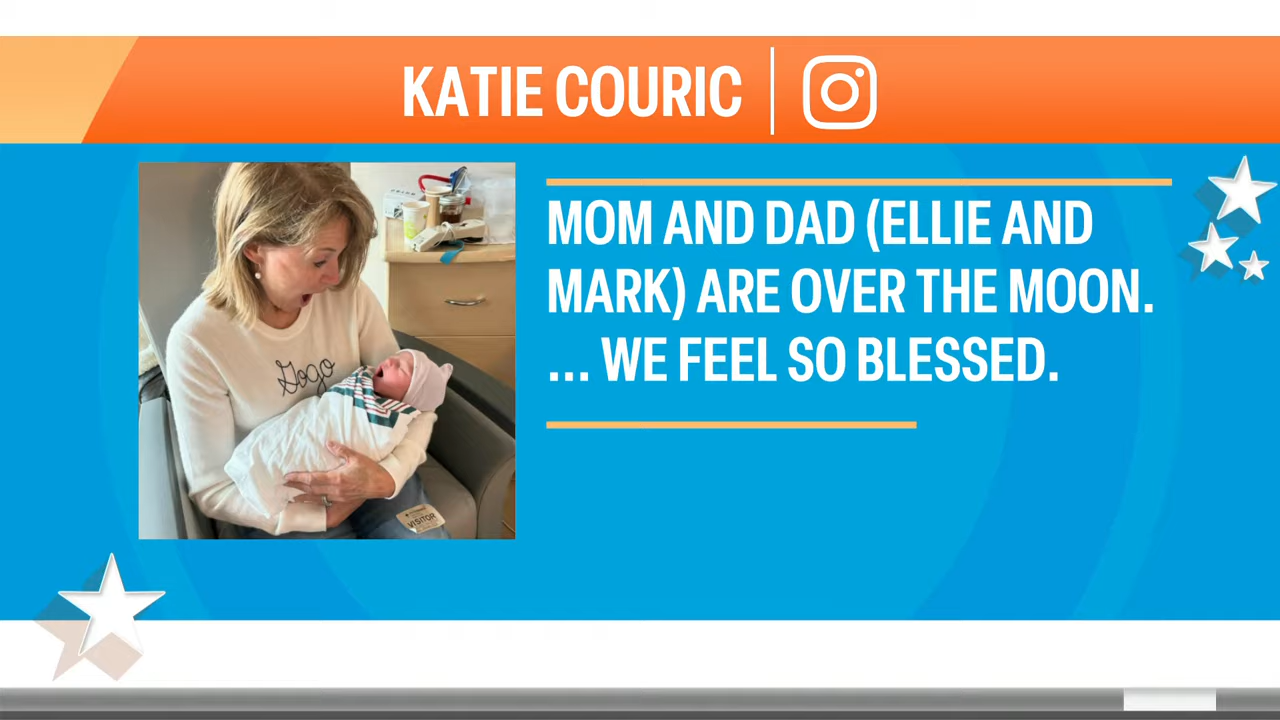 KATIE COURIC
MOM AND DAD (ELLIE AND
MARK) ARE OVER THE MOON.
... WE FEEL SO BLESSED.
Gogo
VISITOR